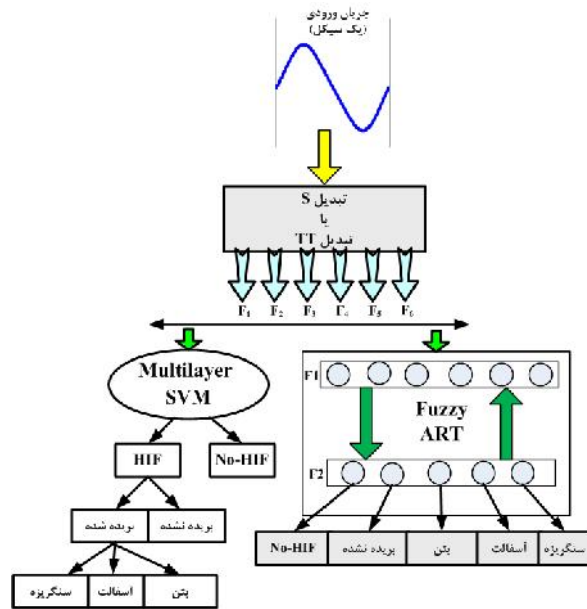 جریان ورودی
(یک سیکل)
تبدیل S
یا
تبدیل TT
F1 F2 F3 F4 F5 F6
Multilayer
SVM
HIF
No-HIF
بریده شده
بریده نشده
سنگریزه
آسفالت
بتن
F1
Fuzzy
ART
F2
No-HIF
بریده نشده
بتن
آسفالت
سنگریزه